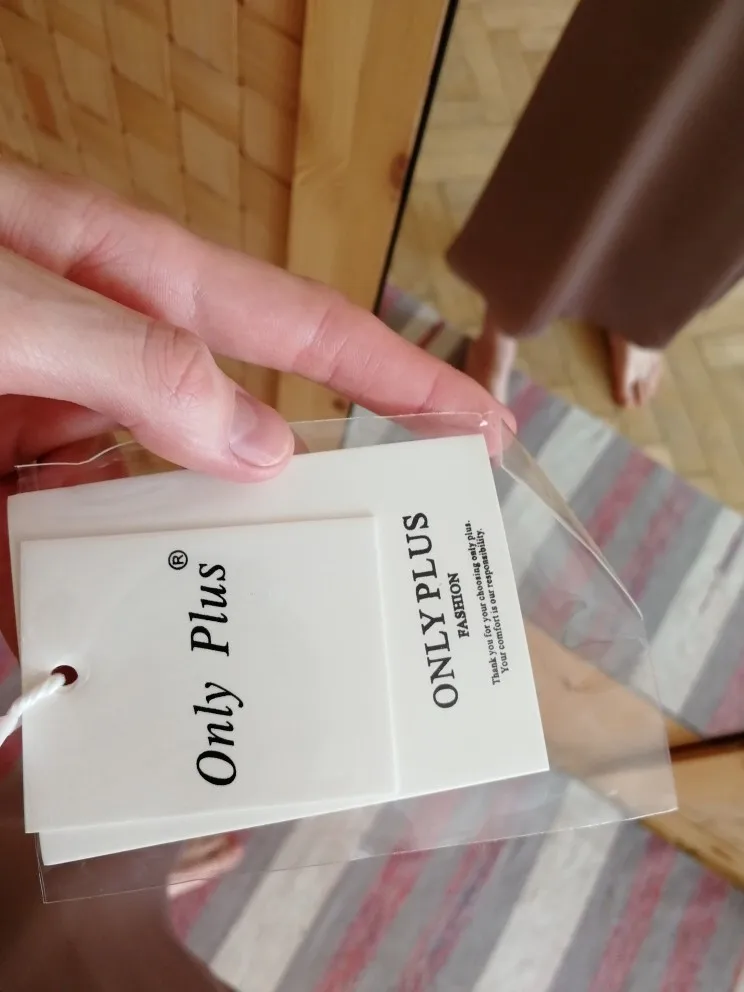 Only Plus®
ONLY PLUS
FASHION
Thank you for your choosing only plus.
Your comfort is our responsibility.